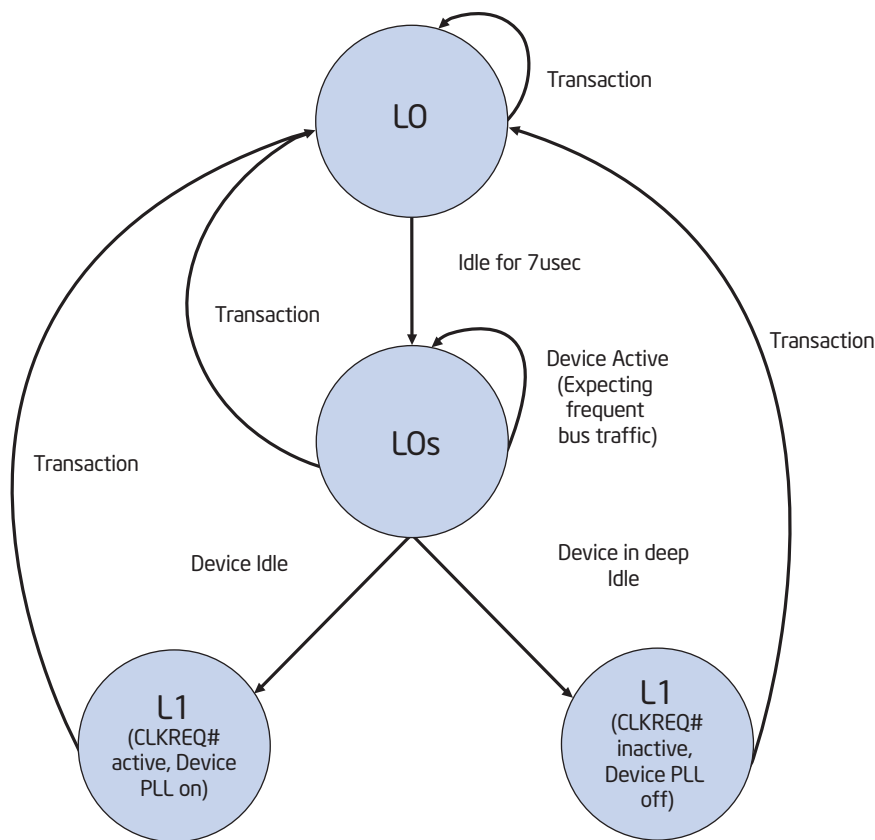 Transaction
L0
Idle for 7usec
Transaction
Transaction
Device Active
(Expecting
frequent
bus traffic)
L0s
Transaction
Device Idle
Device in deep
Idle
L1
(CLKREQ#
active, Device
PLL on)
L1
(CLKREQ#
inactive,
Device PLL
off)